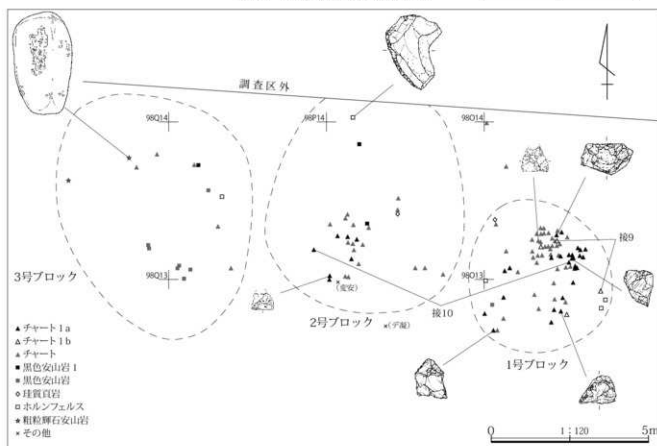 調査区外
98Q14
98P14
98O14
98Q13
98O13
3号ブロック
2号ブロック
1号ブロック
接9
接10
(変安)
×(デ凝)
▲チャート1a
△チャート1b
▲チャート
■黒色安山岩1
■黒色安山岩
◇珪質頁岩
□ホルンフェルス
★粗粒輝石安山岩
×その他
0 1:120 5m